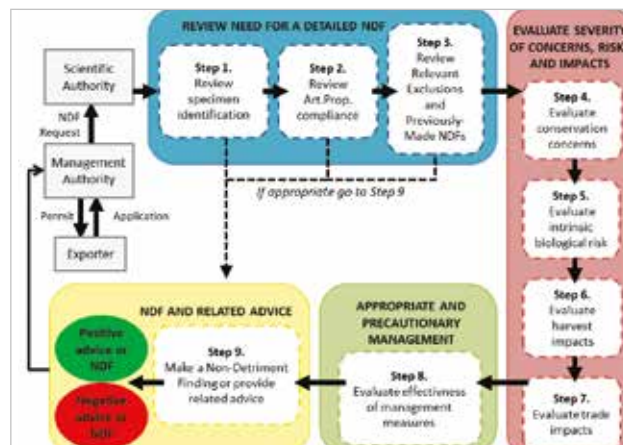 REVIEW NEED FOR A DETAILED NDF
EVALUATE SEVERITY
OF CONCERNS, RISK
AND IMPACTS
Scientific
Authority
NDF
Request
Management
Authority
Permit
Application
Exporter
Step 1.
Review
specimen
identification
Step 2.
Review
Art.Prop.
compliance
Step 3.
Review
Relevant
Exclusions
and
Previously-
Made NDFs
If appropriate go to Step 9
Step 4.
Evaluate
conservation
concerns
Step 5.
Evaluate
intrinsic
biological risk
Step 6.
Evaluate
harvest
impacts
Step 7.
Evaluate trade
impacts
APPROPRIATE AND
PRECAUTIONARY
MANAGEMENT
Step 8.
Evaluate effectiveness
of management
measures
NDF AND RELATED ADVICE
Step 9.
Make a Non-Detriment
Finding or provide
related advice
Positive
advice or
NDF
Negative
advice or
NDF